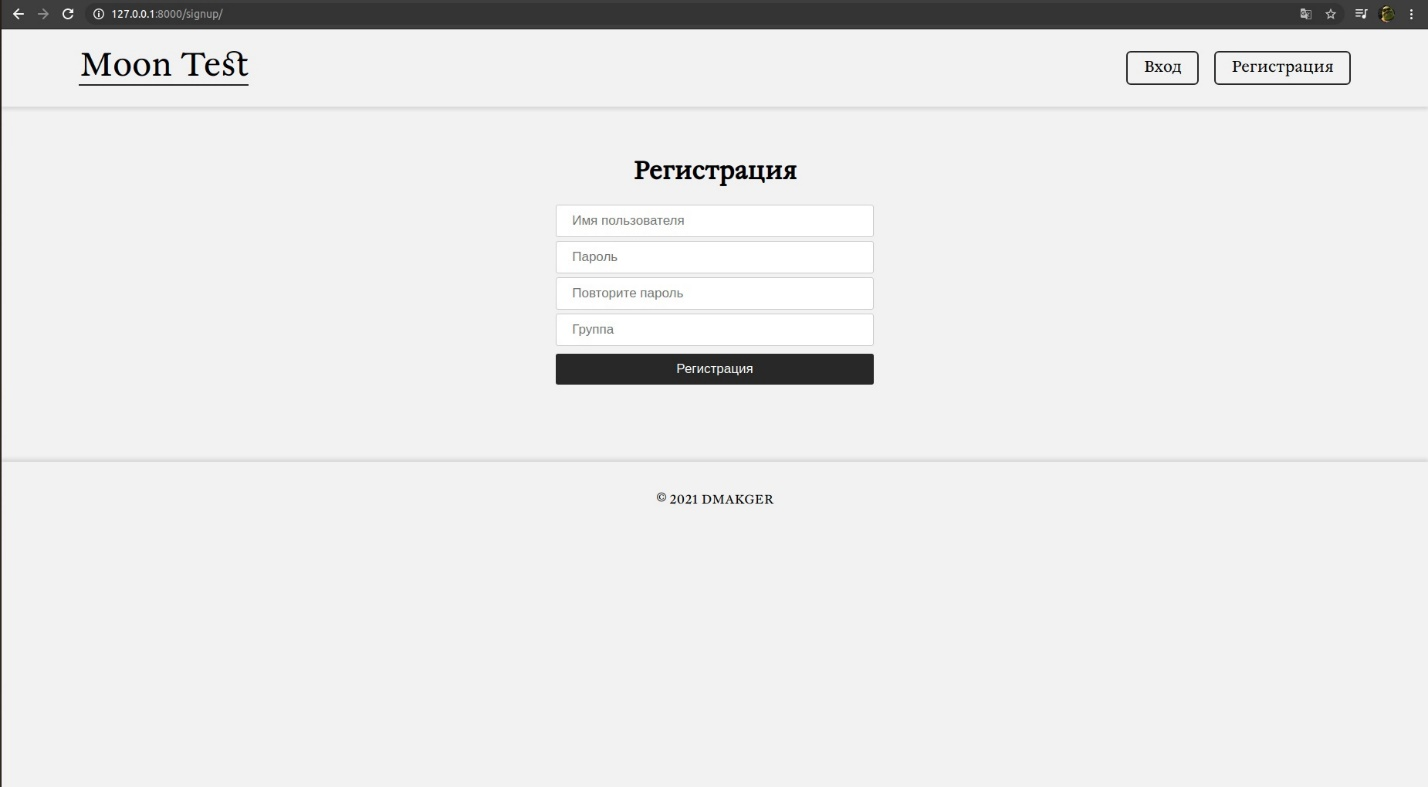 127.0.0.1:8000/signup/
Moon Test
Вход
Регистрация
Регистрация
Имя пользователя
Пароль
Повторите пароль
Группа
Регистрация
© 2021 DMAKGER